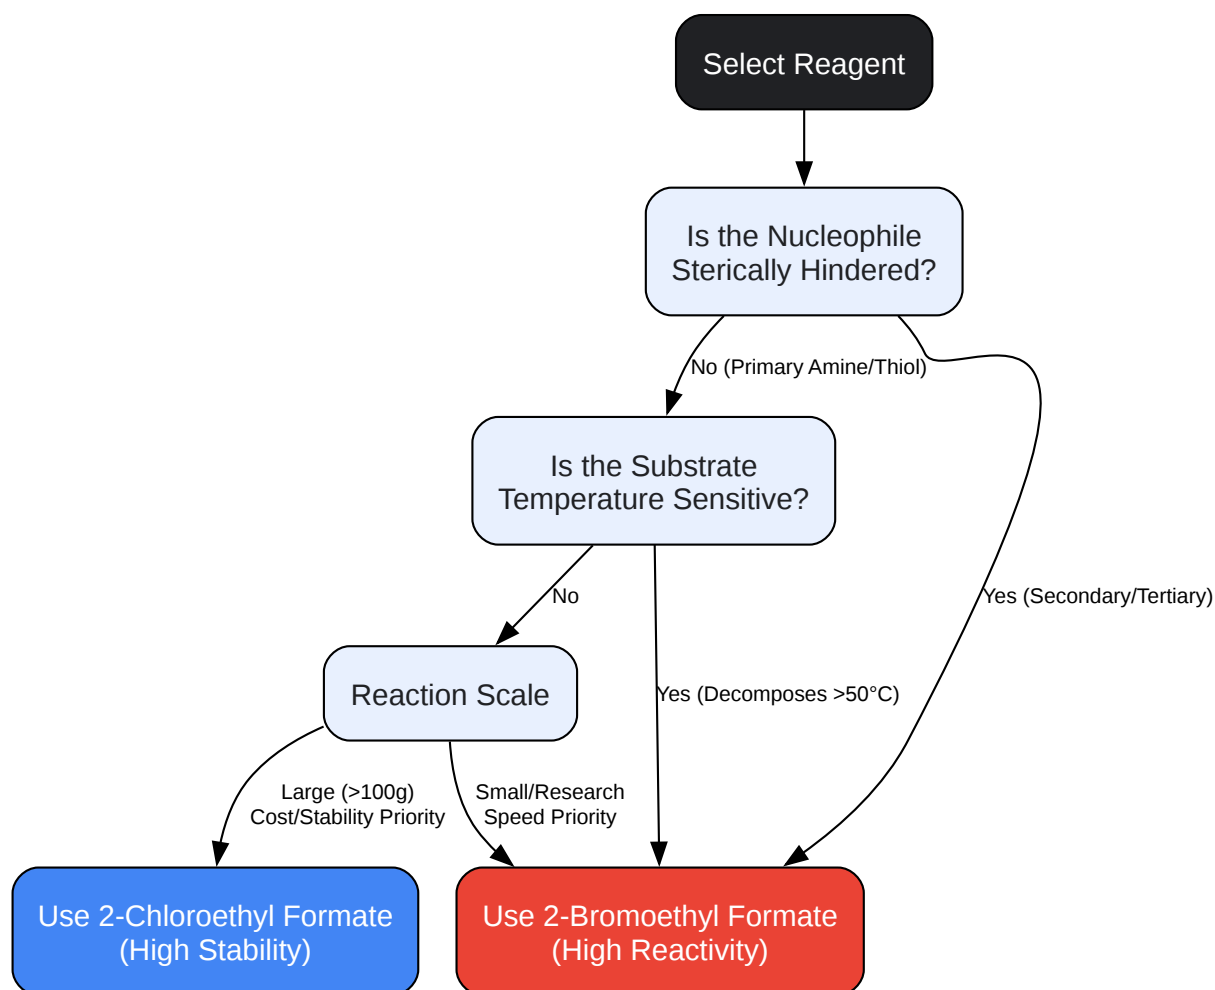 Select Reagent
Is the Nucleophile
Sterically Hindered?
No (Primary Amine/Thiol)
Is the Substrate
Temperature Sensitive?
No
Yes (Secondary/Tertiary)
Reaction Scale
Yes (Decomposes >50°C)
Large (>100g)
Cost/Stability Priority
Small/Research
Speed Priority
Use 2-Chloroethyl Formate
(High Stability)
Use 2-Bromoethyl Formate
(High Reactivity)